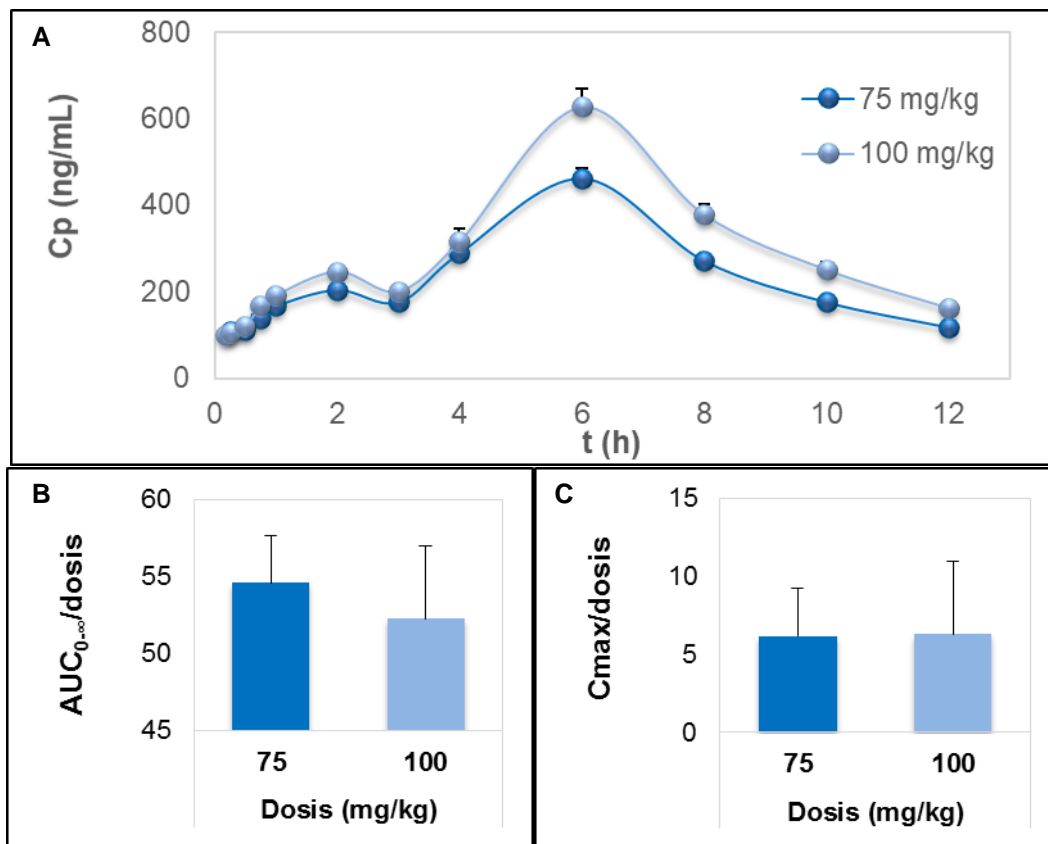 A
Cp (ng/mL)
800
600
400
200
0
75 mg/kg
100 mg/kg
0 2 4 6 8 10 12
t (h)
B
AUC0-∞/dosis
60
55
50
45
75 100
Dosis (mg/kg)
C
Cmax/dosis
15
10
5
0
75 100
Dosis (mg/kg)